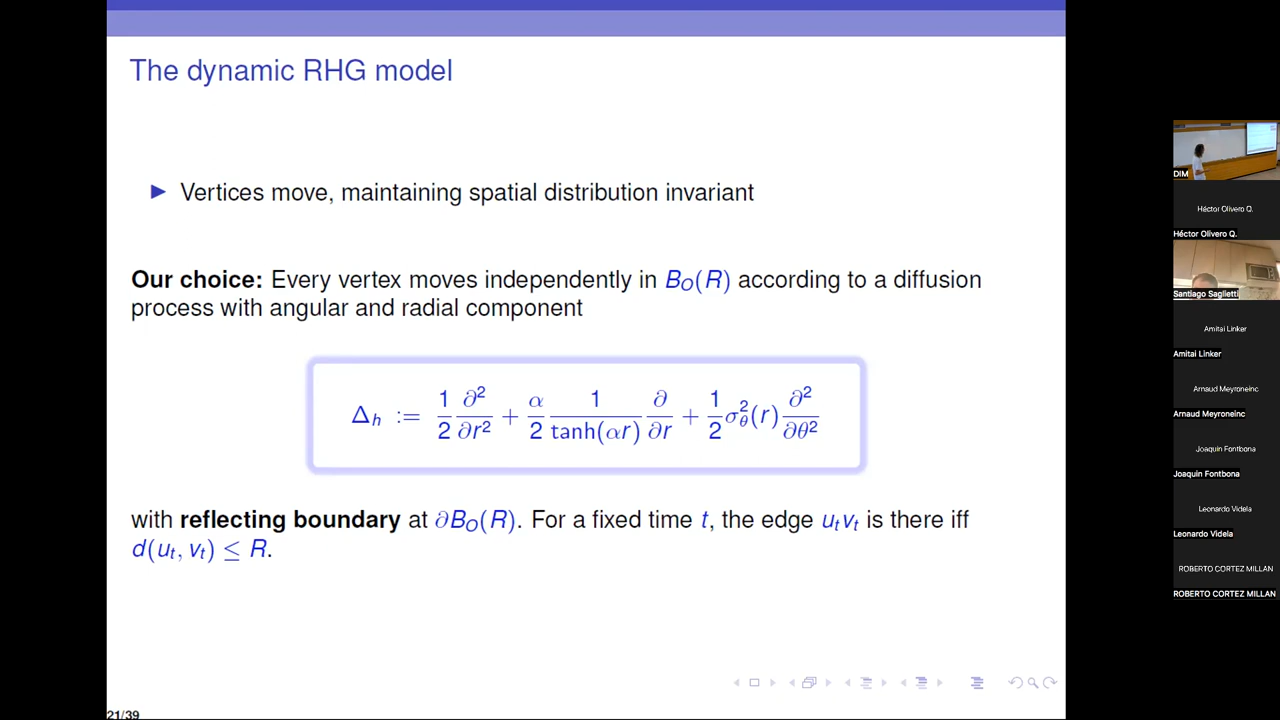 The dynamic RHG model
▶ Vertices move, maintaining spatial distribution invariant
Our choice: Every vertex moves independently in B_O(R) according to a diffusion
process with angular and radial component
Δ_h := 1/2 ∂²/∂r² + α/2 1/tanh(αr) ∂/∂r + 1/2 σ_θ²(r) ∂²/∂θ²
with reflecting boundary at ∂B_O(R). For a fixed time t, the edge u_t v_t is there iff
d(u_t, v_t) ≤ R.
21/39
DIM
Héctor Olivero Q.
Héctor Olivero Q.
Santiago Saglietti
Amitai Linker
Amitai Linker
Arnaud Meyroneinc
Arnaud Meyroneinc
Joaquin Fontbona
Joaquin Fontbona
Leonardo Videla
Leonardo Videla
ROBERTO CORTEZ MILLAN
ROBERTO CORTEZ MILLAN